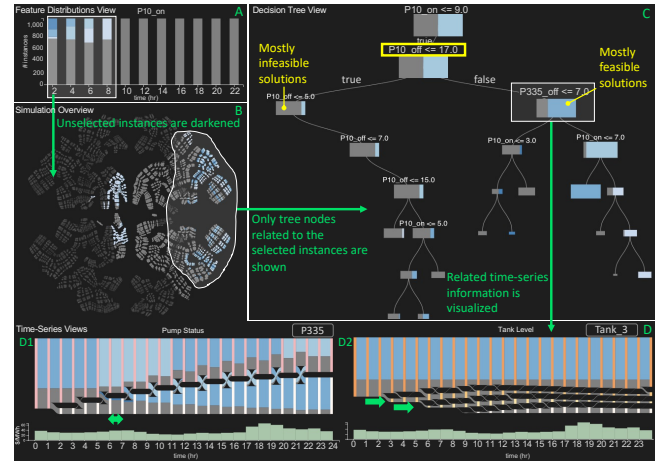 Feature Distributions View
A
P10_on
# instances
1,100
800
600
400
200
0
2 4 6 8 10 12 14 16 18 20 22
time (hr)
Unselected instances are darkened
Simulation Overview
B
Only tree nodes
related to the
selected instances are
shown
Decision Tree View
C
P10_on <= 9.0
true
P10_off <= 17.0
Mostly
infeasible
solutions
Mostly
feasible
solutions
true
false
P10_off <= 5.0
P335_off <= 7.0
P10_off <= 7.0
P10_on <= 3.0
P10_on <= 7.0
P10_off <= 15.0
P10_on <= 5.0
Related time-series
information is
visualized
Time-Series Views
Pump Status
P335
D1
$/MWh
0 1 2 3 4 5 6 7 8 9 10 11 12 13 14 15 16 17 18 19 20 21 22 23 24
time (hr)
Tank Level
Tank_3
D
D2
0 1 2 3 4 5 6 7 8 9 10 11 12 13 14 15 16 17 18 19 20 21 22 23
time (hr)